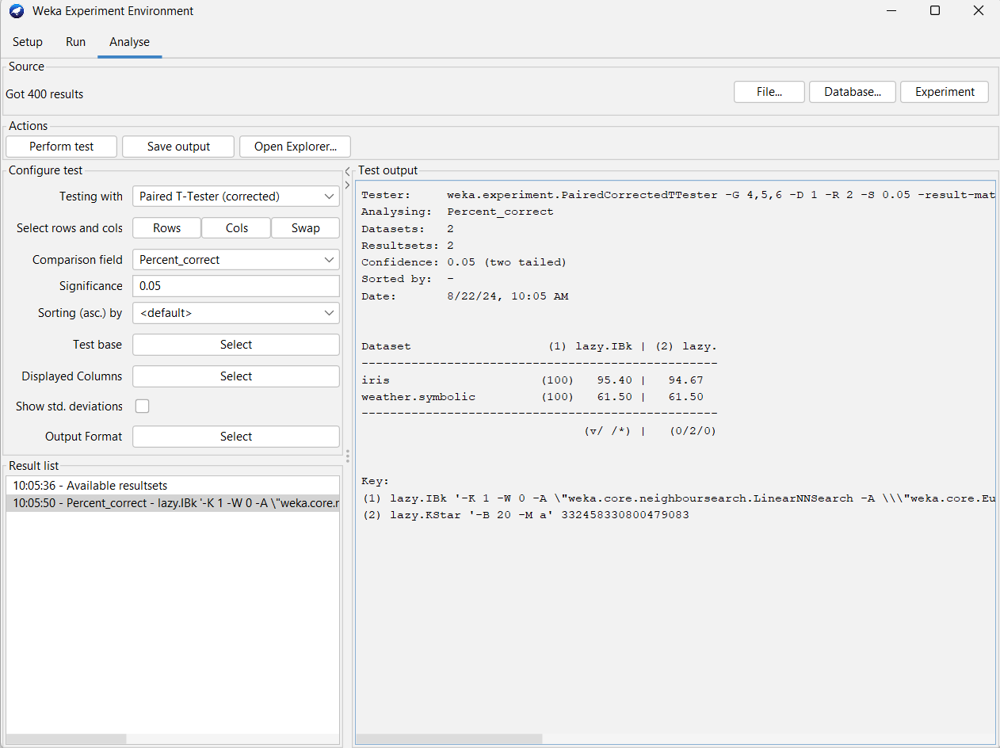 Weka Experiment Environment
Setup Run Analyse
Source
Got 400 results
File... Database... Experiment
Actions
Perform test Save output Open Explorer...
Configure test
Testing with Paired T-Tester (corrected)
Select rows and cols Rows Cols Swap
Comparison field Percent_correct
Significance 0.05
Sorting (asc.) by <default>
Test base Select
Displayed Columns Select
Show std. deviations
Output Format Select
Result list
10:05:36 - Available resultsets
10:05:50 - Percent_correct - lazy.IBk '-K 1 -W 0 -A \"weka.core.r
Test output
Tester: weka.experiment.PairedCorrectedTTester -G 4,5,6 -D 1 -R 2 -S 0.05 -result-mat
Analysing: Percent_correct
Datasets: 2
Resultsets: 2
Confidence: 0.05 (two tailed)
Sorted by: -
Date: 8/22/24, 10:05 AM
Dataset (1) lazy.IBk | (2) lazy.
--------------------------------------------------
iris (100) 95.40 | 94.67
weather.symbolic (100) 61.50 | 61.50
--------------------------------------------------
(v/ /*) | (0/2/0)
Key:
(1) lazy.IBk '-K 1 -W 0 -A \"weka.core.neighboursearch.LinearNNSearch -A \\\"weka.core.Eu
(2) lazy.KStar '-B 20 -M a' 332458330800479083